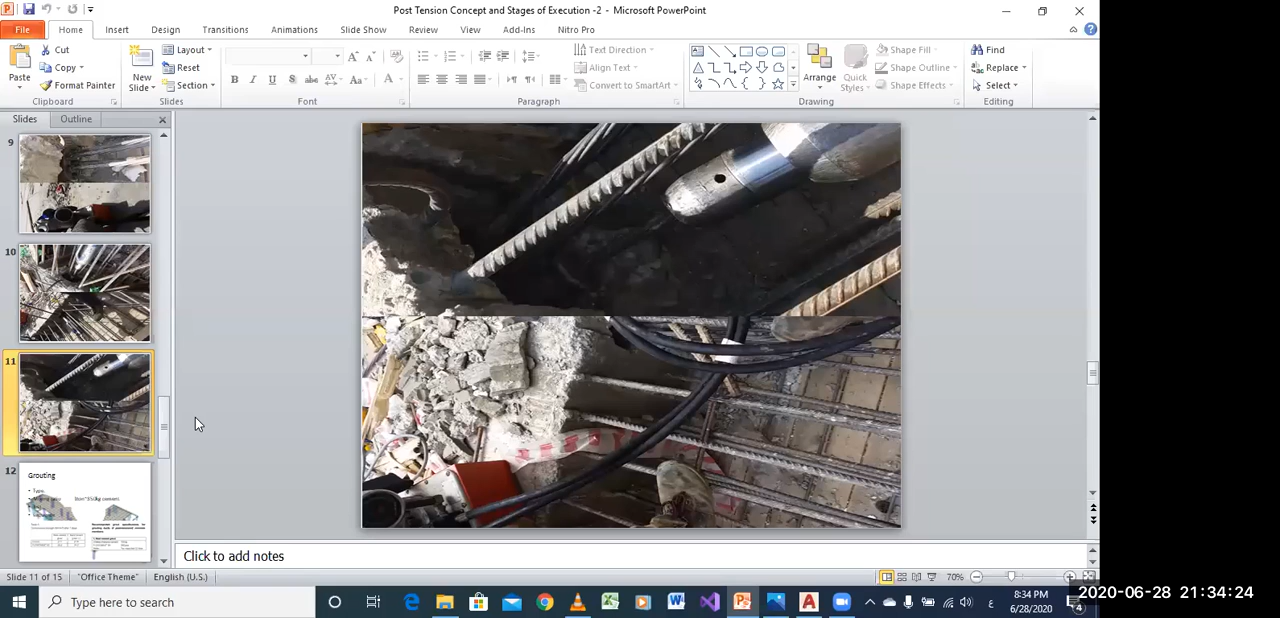 Post Tension Concept and Stages of Execution -2 - Microsoft PowerPoint
File Home Insert Design Transitions Animations Slide Show Review View Add-Ins Nitro Pro
Paste
Cut
Copy
Format Painter
Clipboard
New
Slide
Layout
Reset
Section
Slides
B I U S abc AV Aa A
Font
Text Direction
Align Text
Convert to SmartArt
Paragraph
Arrange
Quick
Styles
Shape Fill
Shape Outline
Shape Effects
Drawing
Find
Replace
Select
Editing
Slides Outline
9
10
11
12
Grouting
Click to add notes
Slide 11 of 15 "Office Theme" English (U.S.) 70%
Type here to search
ع
8:34 PM
6/28/2020
4
2020-06-28 21:34:24